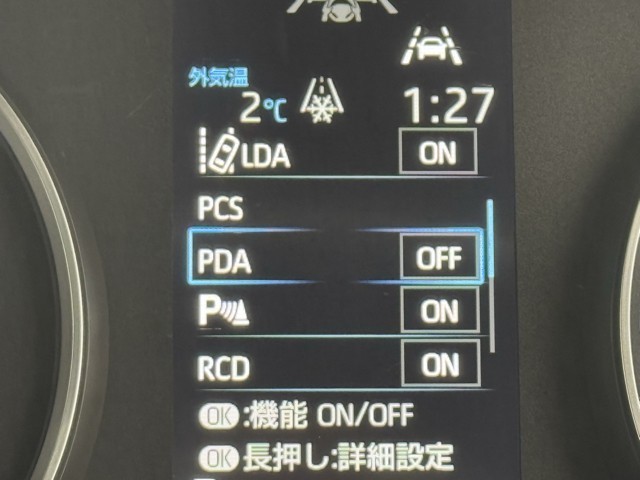 外気温
2℃ 1:27
LDA ON
PCS
PDA OFF
P ON
RCD ON
OK:機能 ON/OFF
OK長押し:詳細設定